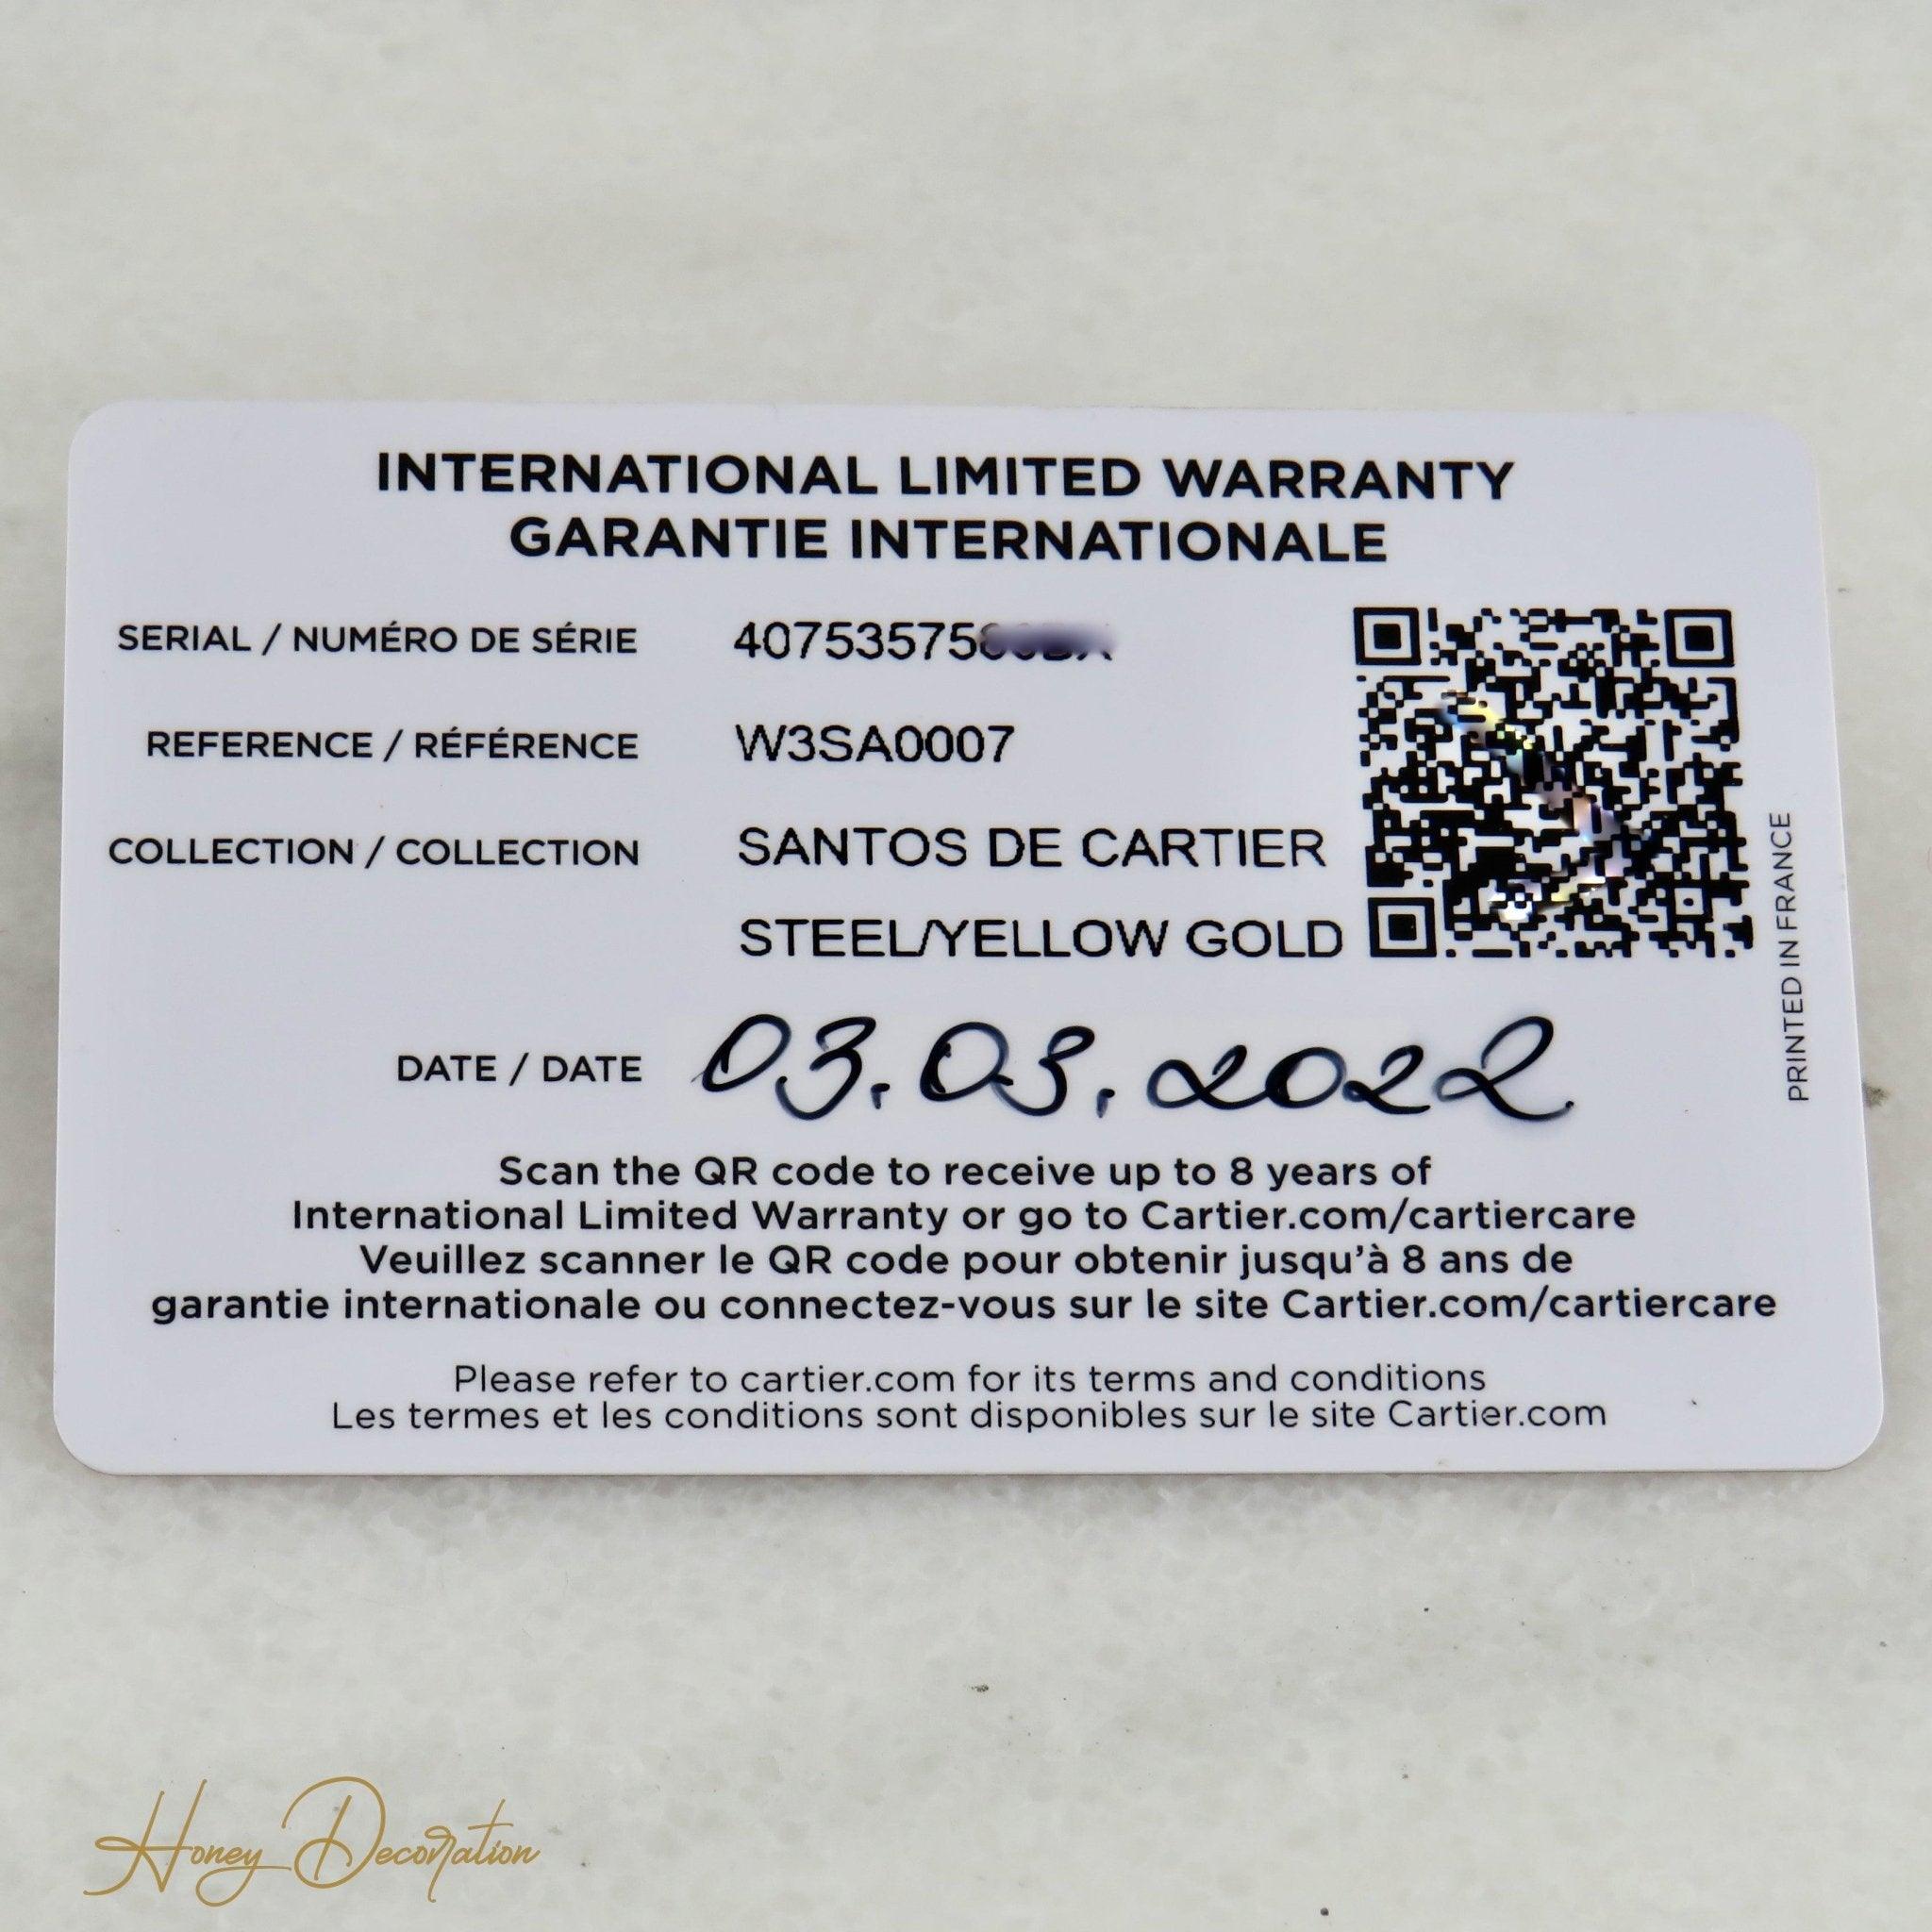 INTERNATIONAL LIMITED WARRANTY
GARANTIE INTERNATIONALE
SERIAL / NUMÉRO DE SÉRIE
REFERENCE / RÉFÉRENCE W3SA0007
COLLECTION / COLLECTION SANTOS DE CARTIER
STEEL/YELLOW GOLD
PRINTED IN FRANCE
DATE / DATE 03.03.2022
Scan the QR code to receive up to 8 years of
International Limited Warranty or go to Cartier.com/cartiercare
Veuillez scanner le QR code pour obtenir jusqu'à 8 ans de
garantie internationale ou connectez-vous sur le site Cartier.com/cartiercare
Please refer to cartier.com for its terms and conditions
Les termes et les conditions sont disponibles sur le site Cartier.com
Honey Decoration